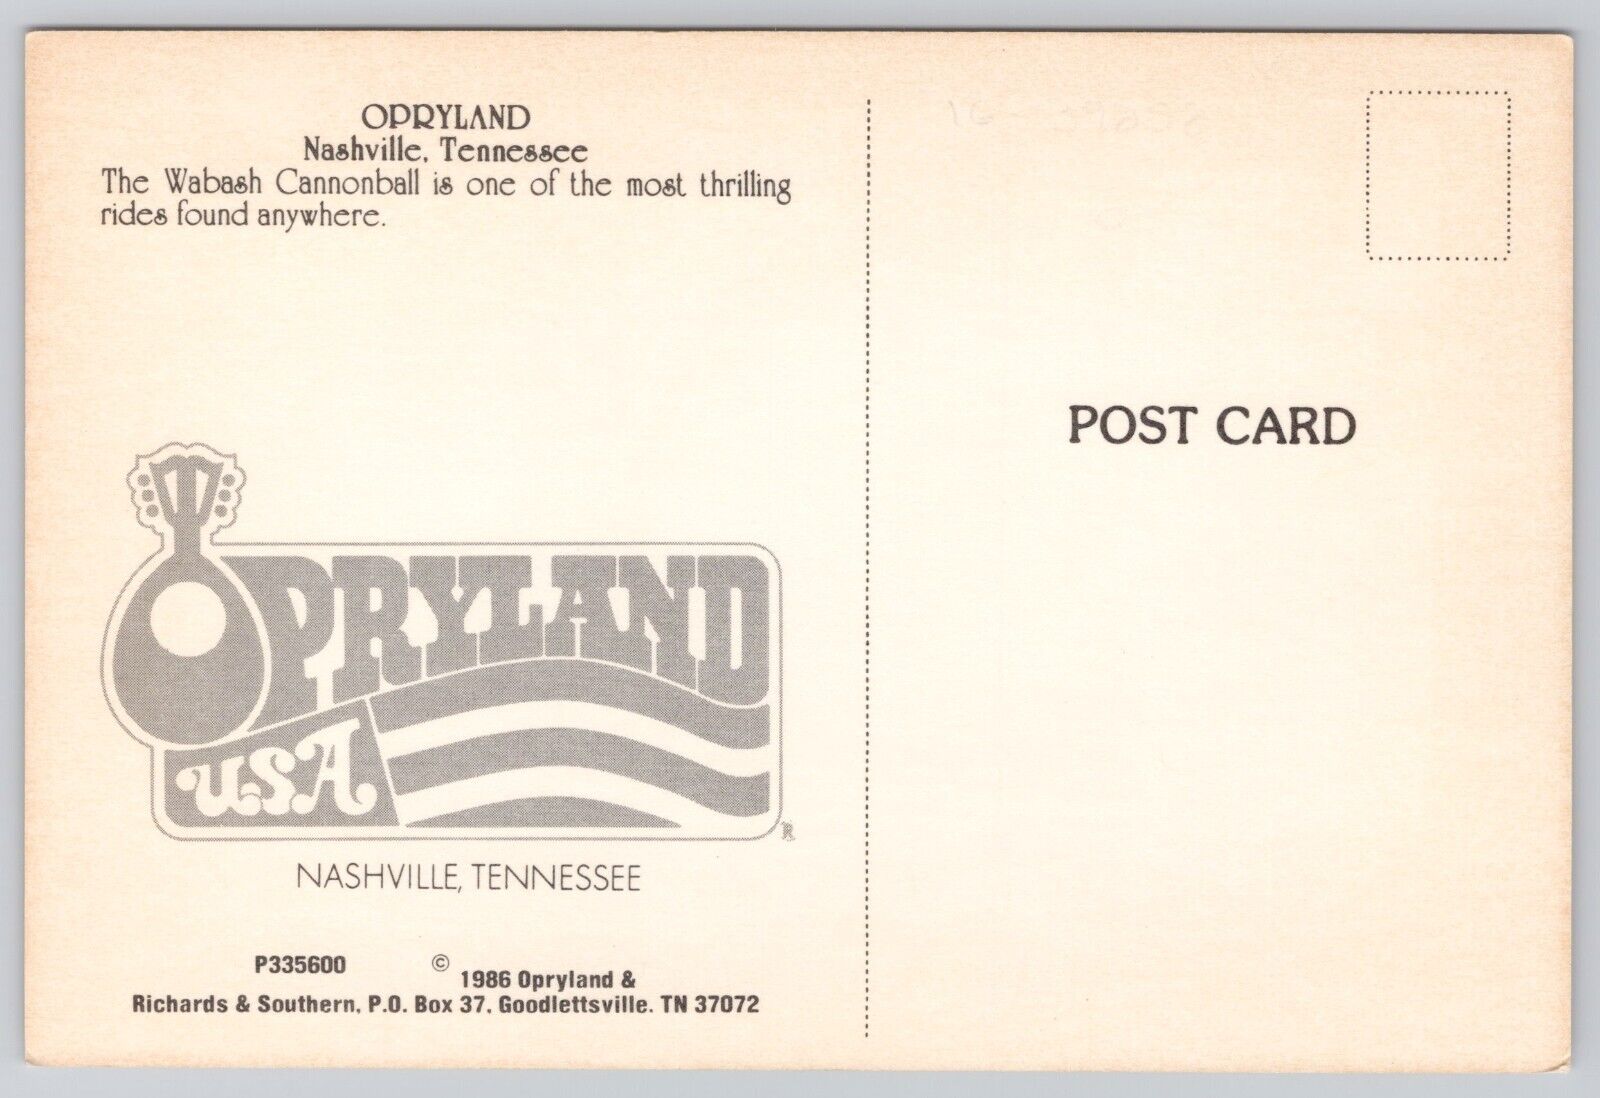 OPRYLAND
Nashville, Tennessee
The Wabash Cannonball is one of the most thrilling
rides found anywhere.
POST CARD
OPRYLAND
U.S.A
R
NASHVILLE, TENNESSEE
P335600 ©
1986 Opryland &
Richards & Southern, P.O. Box 37, Goodlettsville, TN 37072